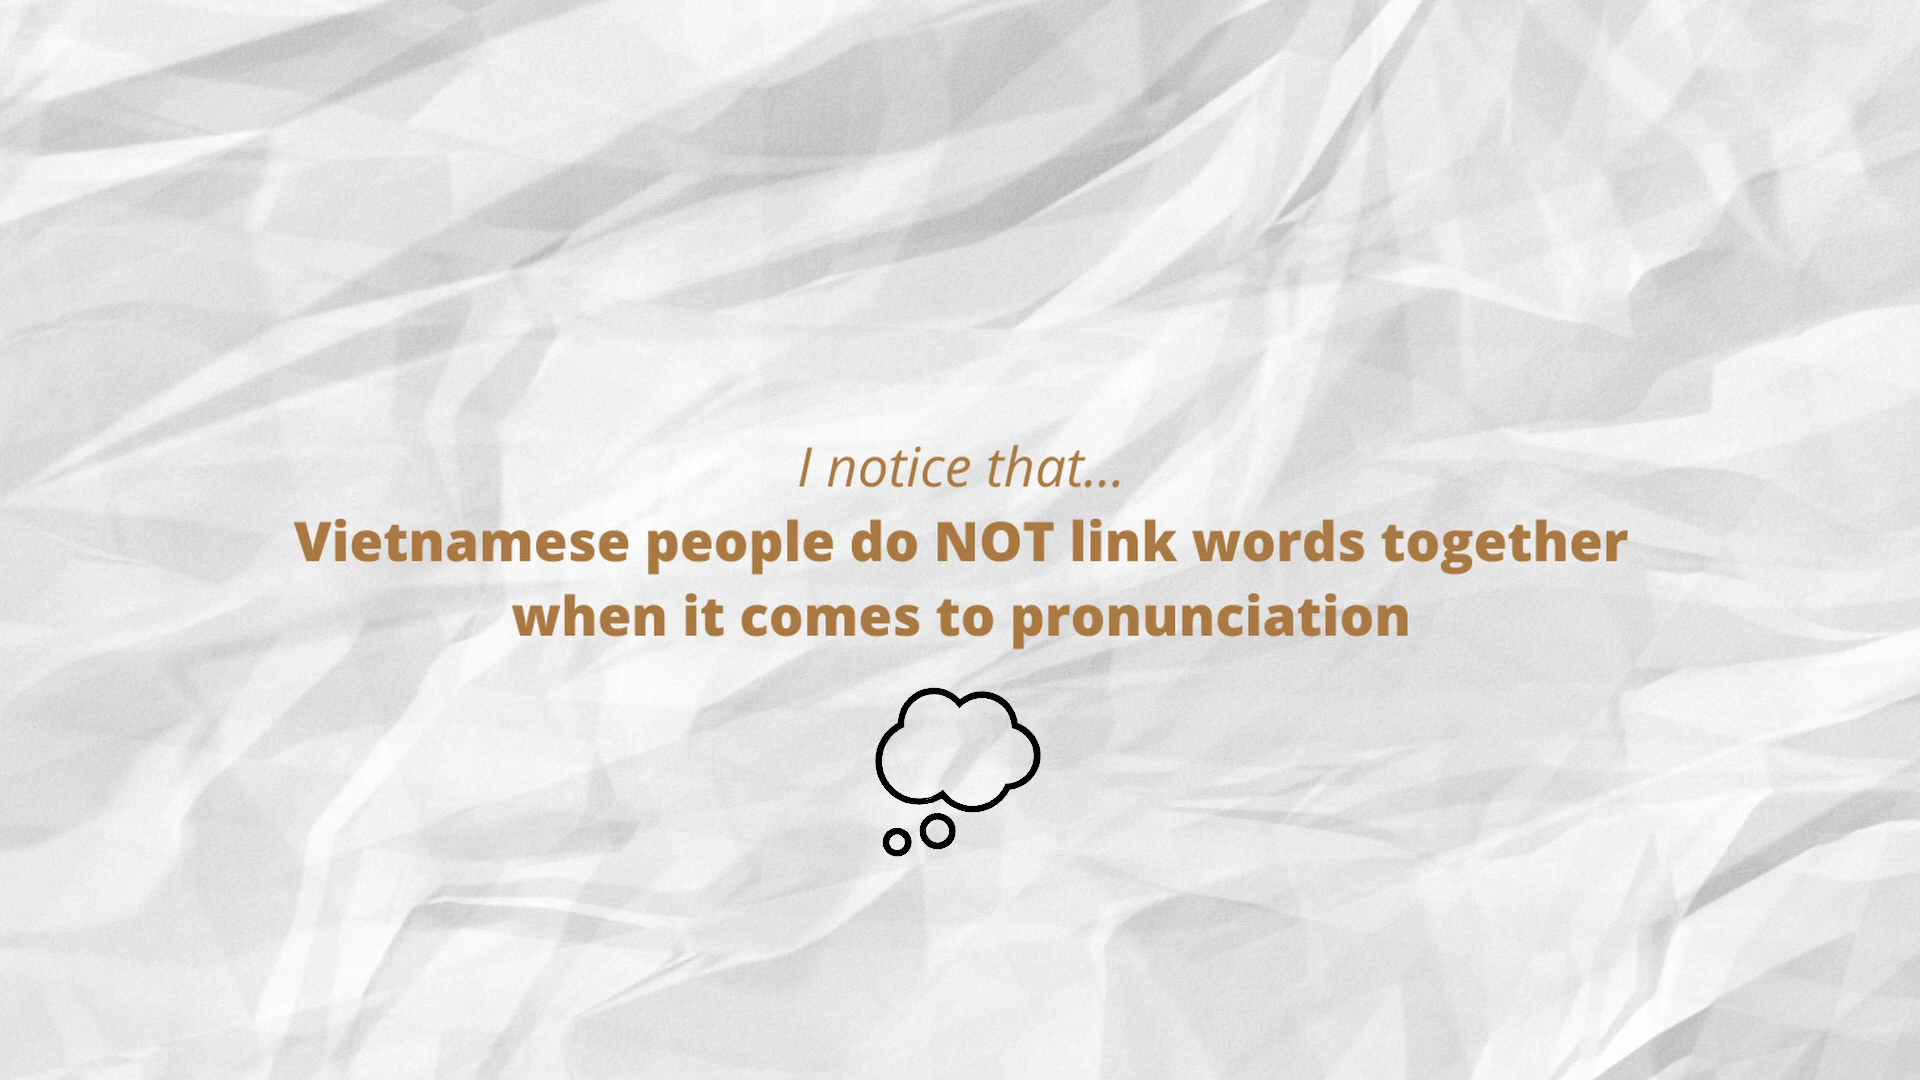 I notice that...
Vietnamese people do NOT link words together
when it comes to pronunciation